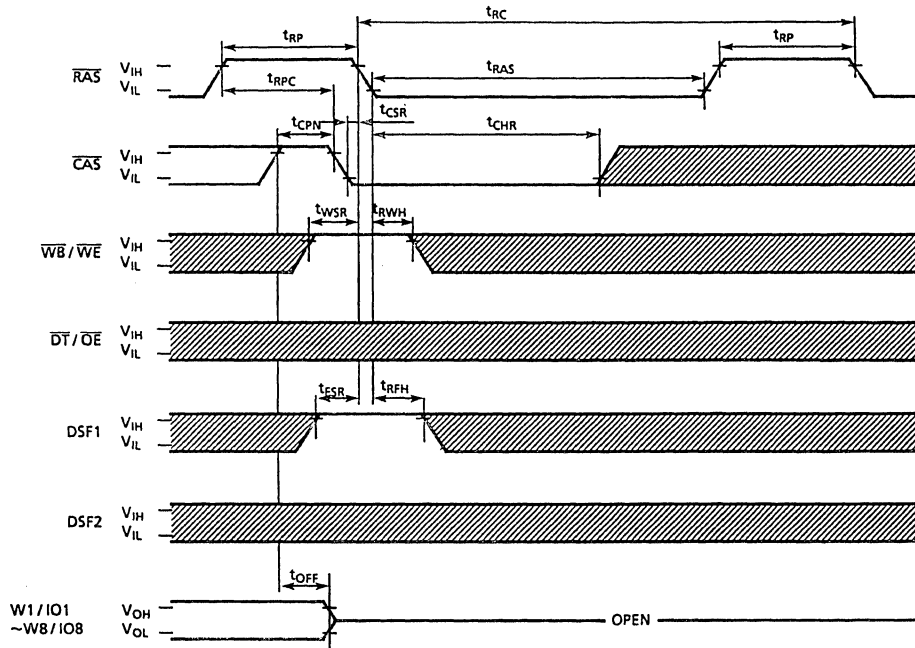 tRC
tRP
tRP
RAS
VIH
VIL
tRAS
tRPC
tCSR
tCPN
tCHR
CAS
VIH
VIL
tWSR
tRWH
WB / WE
VIH
VIL
DT / OE
VIH
VIL
tFSR
tRFH
DSF1
VIH
VIL
DSF2
VIH
VIL
tOFF
W1/IO1
~W8/IO8
VOH
VOL
OPEN